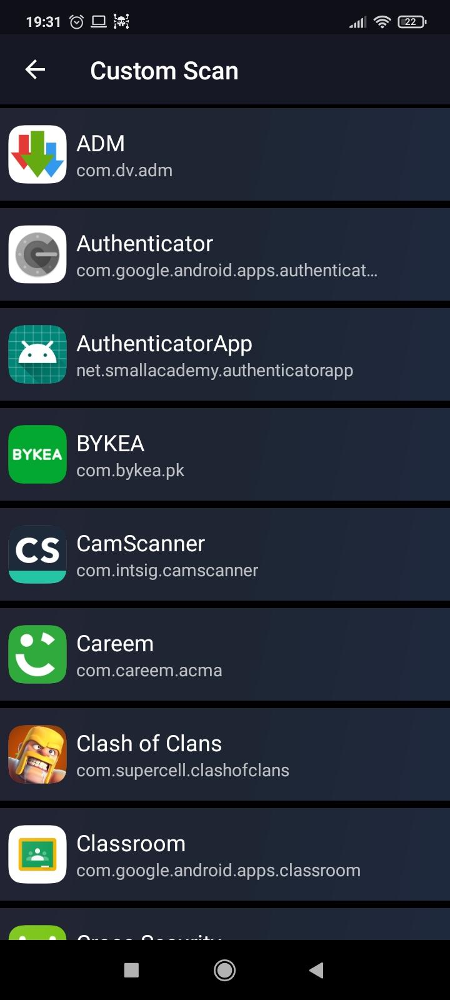 19:31
22
Custom Scan
ADM
com.dv.adm
Authenticator
com.google.android.apps.authenticat...
AuthenticatorApp
net.smallacademy.authenticatorapp
BYKEA
BYKEA
com.bykea.pk
CS
CamScanner
com.intsig.camscanner
Careem
com.careem.acma
Clash of Clans
com.supercell.clashofclans
Classroom
com.google.android.apps.classroom
Security